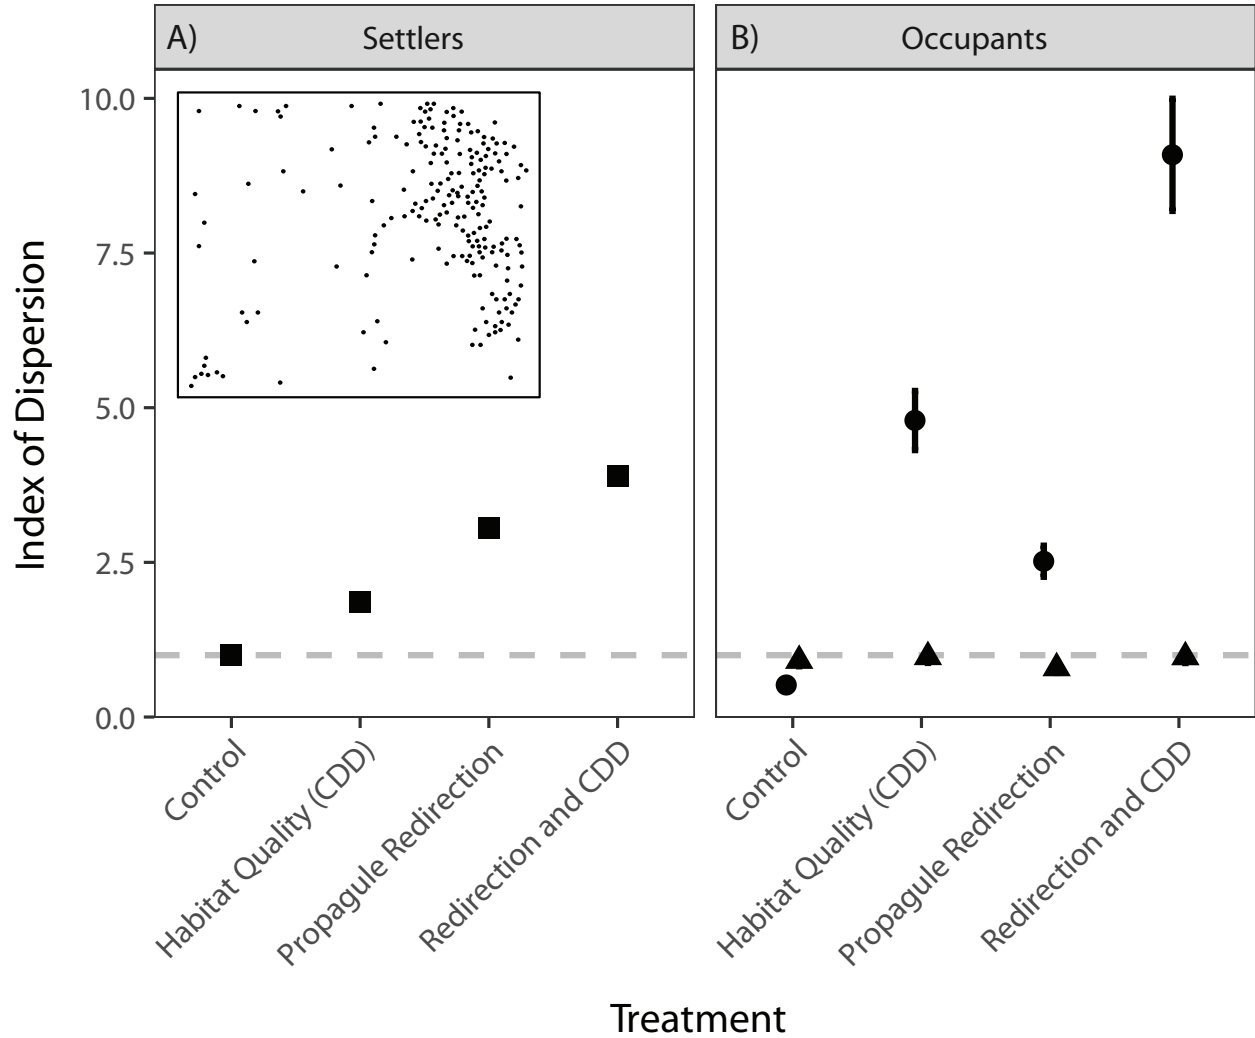 A) Settlers
B) Occupants
Index of Dispersion
10.0
7.5
5.0
2.5
0.0
Control
Habitat Quality (CDD)
Propagule Redirection
Redirection and CDD
Control
Habitat Quality (CDD)
Propagule Redirection
Redirection and CDD
Treatment